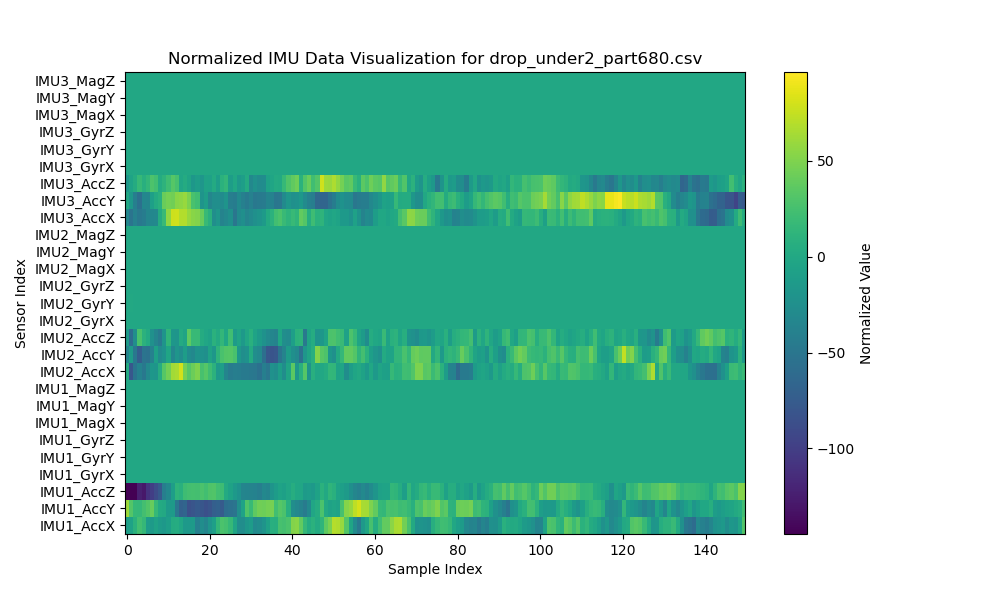 Normalized IMU Data Visualization for drop_under2_part680.csv
IMU3_MagZ
IMU3_MagY
IMU3_MagX
IMU3_GyrZ
IMU3_GyrY
IMU3_GyrX
IMU3_AccZ
IMU3_AccY
IMU3_AccX
IMU2_MagZ
IMU2_MagY
IMU2_MagX
IMU2_GyrZ
IMU2_GyrY
IMU2_GyrX
IMU2_AccZ
IMU2_AccY
IMU2_AccX
IMU1_MagZ
IMU1_MagY
IMU1_MagX
IMU1_GyrZ
IMU1_GyrY
IMU1_GyrX
IMU1_AccZ
IMU1_AccY
IMU1_AccX
Sensor Index
0 20 40 60 80 100 120 140
Sample Index
50
0
−50
−100
Normalized Value